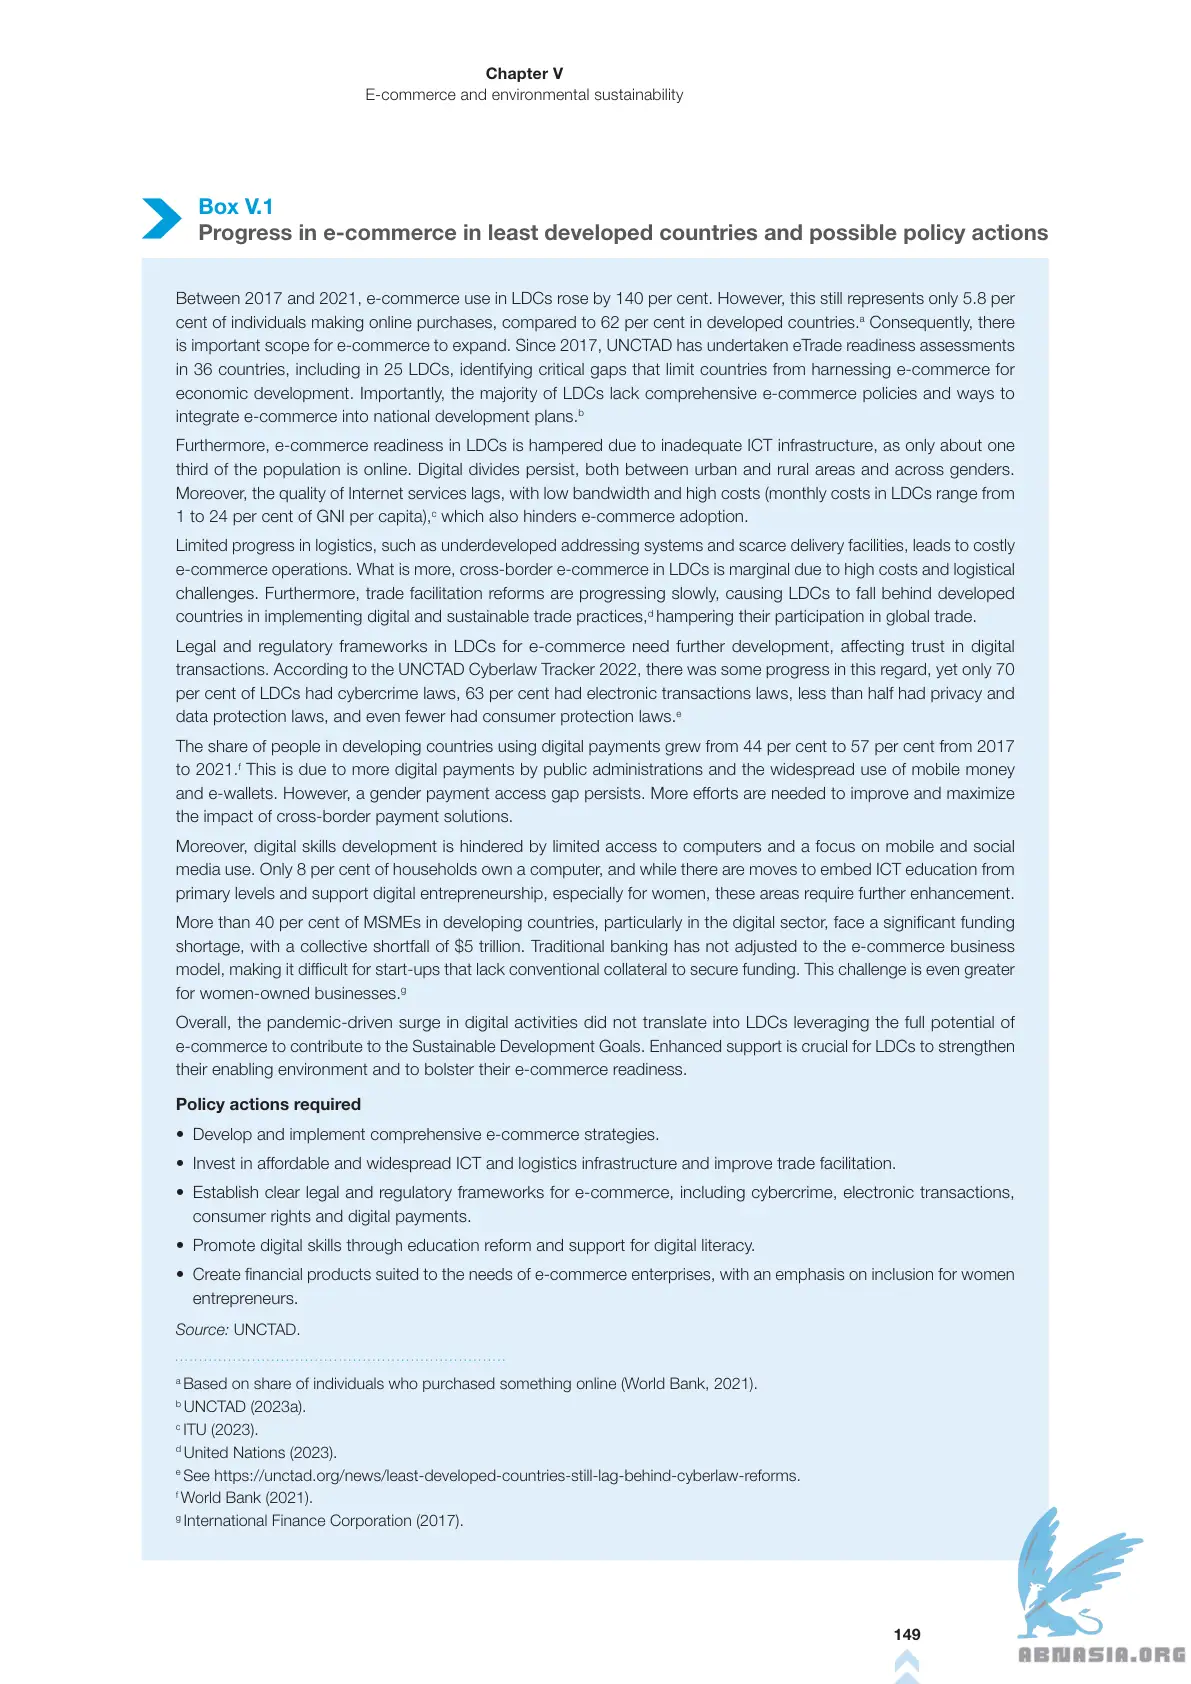 Chapter V
E-commerce and environmental sustainability
Box V.1
Progress in e-commerce in least developed countries and possible policy actions
Between 2017 and 2021, e-commerce use in LDCs rose by 140 per cent. However, this still represents only 5.8 per
cent of individuals making online purchases, compared to 62 per cent in developed countries.a Consequently, there
is important scope for e-commerce to expand. Since 2017, UNCTAD has undertaken eTrade readiness assessments
in 36 countries, including in 25 LDCs, identifying critical gaps that limit countries from harnessing e-commerce for
economic development. Importantly, the majority of LDCs lack comprehensive e-commerce policies and ways to
integrate e-commerce into national development plans.b
Furthermore, e-commerce readiness in LDCs is hampered due to inadequate ICT infrastructure, as only about one
third of the population is online. Digital divides persist, both between urban and rural areas and across genders.
Moreover, the quality of Internet services lags, with low bandwidth and high costs (monthly costs in LDCs range from
1 to 24 per cent of GNI per capita),c which also hinders e-commerce adoption.
Limited progress in logistics, such as underdeveloped addressing systems and scarce delivery facilities, leads to costly
e-commerce operations. What is more, cross-border e-commerce in LDCs is marginal due to high costs and logistical
challenges. Furthermore, trade facilitation reforms are progressing slowly, causing LDCs to fall behind developed
countries in implementing digital and sustainable trade practices,d hampering their participation in global trade.
Legal and regulatory frameworks in LDCs for e-commerce need further development, affecting trust in digital
transactions. According to the UNCTAD Cyberlaw Tracker 2022, there was some progress in this regard, yet only 70
per cent of LDCs had cybercrime laws, 63 per cent had electronic transactions laws, less than half had privacy and
data protection laws, and even fewer had consumer protection laws.e
The share of people in developing countries using digital payments grew from 44 per cent to 57 per cent from 2017
to 2021.f This is due to more digital payments by public administrations and the widespread use of mobile money
and e-wallets. However, a gender payment access gap persists. More efforts are needed to improve and maximize
the impact of cross-border payment solutions.
Moreover, digital skills development is hindered by limited access to computers and a focus on mobile and social
media use. Only 8 per cent of households own a computer, and while there are moves to embed ICT education from
primary levels and support digital entrepreneurship, especially for women, these areas require further enhancement.
More than 40 per cent of MSMEs in developing countries, particularly in the digital sector, face a significant funding
shortage, with a collective shortfall of $5 trillion. Traditional banking has not adjusted to the e-commerce business
model, making it difficult for start-ups that lack conventional collateral to secure funding. This challenge is even greater
for women-owned businesses.g
Overall, the pandemic-driven surge in digital activities did not translate into LDCs leveraging the full potential of
e-commerce to contribute to the Sustainable Development Goals. Enhanced support is crucial for LDCs to strengthen
their enabling environment and to bolster their e-commerce readiness.
Policy actions required
• Develop and implement comprehensive e-commerce strategies.
• Invest in affordable and widespread ICT and logistics infrastructure and improve trade facilitation.
• Establish clear legal and regulatory frameworks for e-commerce, including cybercrime, electronic transactions,
consumer rights and digital payments.
• Promote digital skills through education reform and support for digital literacy.
• Create financial products suited to the needs of e-commerce enterprises, with an emphasis on inclusion for women
entrepreneurs.
Source: UNCTAD.
a Based on share of individuals who purchased something online (World Bank, 2021).
b UNCTAD (2023a).
c ITU (2023).
d United Nations (2023).
e See https://unctad.org/news/least-developed-countries-still-lag-behind-cyberlaw-reforms.
f World Bank (2021).
g International Finance Corporation (2017).
149
ABNASIA.ORG